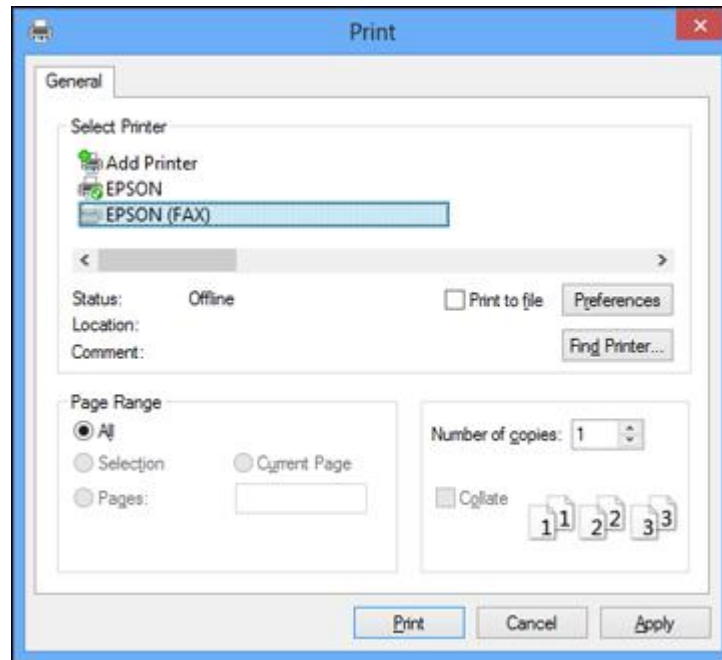 Print
General
Select Printer
Add Printer
EPSON
EPSON (FAX)
Status: Offline
Print to file
Preferences
Location:
Comment:
Find Printer...
Page Range
All
Selection
Current Page
Pages:
Number of copies: 1
Collate
1 1 2 2 3 3
Print
Cancel
Apply